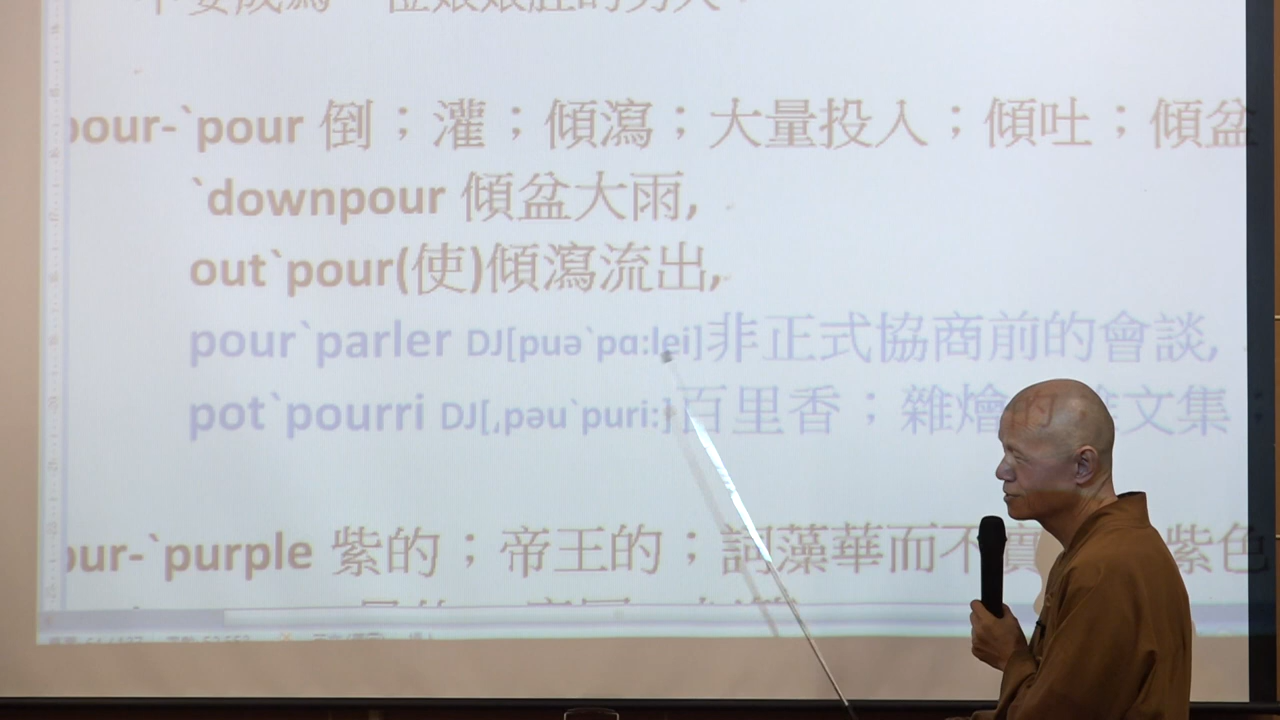 pour-`pour 倒；灌；傾瀉；大量投入；傾吐；傾盆
`downpour 傾盆大雨,
out`pour(使)傾瀉流出,
pour`parler DJ[puə`pɑ:lei]非正式協商前的會談,
pot`pourri DJ[,pəu`puri:]百里香；雜燴的 文集；
pur-`purple 紫的；帝王的；詞藻華而不實 紫色